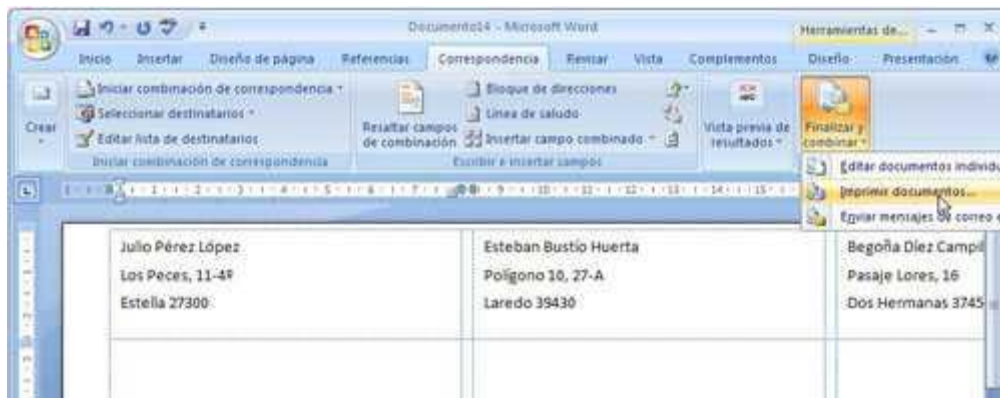 Documento14 - Microsoft Word
Herramientas de...
Inicio Insertar Diseño de página Referencias Correspondencia Revisar Vista Complementos Diseño Presentación
Crear
Iniciar combinación de correspondencia
Seleccionar destinatarios
Editar lista de destinatarios
Iniciar combinación de correspondencia
Resaltar campos
de combinación
Bloque de direcciones
Línea de saludo
Insertar campo combinado
Escribir e insertar campos
Vista previa de
resultados
Finalizar y
combinar
Editar documentos individu
Imprimir documentos...
Enviar mensajes de correo e
Julio Pérez López
Los Peces, 11-4º
Estella 27300
Esteban Bustio Huerta
Polígono 10, 27-A
Laredo 39430
Begoña Díez Campil
Pasaje Lores, 16
Dos Hermanas 3745